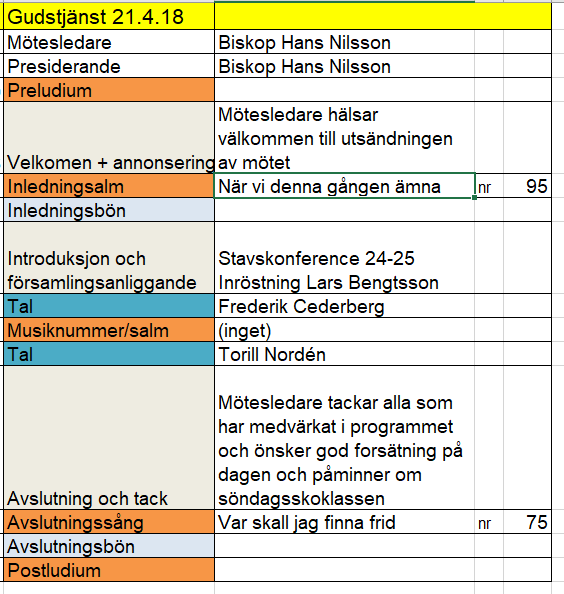 Gudstjänst 21.4.18
Mötesledare Biskop Hans Nilsson
Presiderande Biskop Hans Nilsson
Preludium
Mötesledare hälsar
välkommen till utsändningen
Velkomen + annonsering av mötet
Inledningsalm När vi denna gången ämna nr 95
Inledningsbön
Introduksjon och Stavskonference 24-25
församlingsanliggande Inröstning Lars Bengtsson
Tal Frederik Cederberg
Musiknummer/salm (inget)
Tal Torill Nordén
Mötesledare tackar alla som
har medvärkat i programmet
och önsker god forsätning på
dagen och påminner om
Avslutning och tack söndagsskoklassen
Avslutningssång Var skall jag finna frid nr 75
Avslutningsbön
Postludium